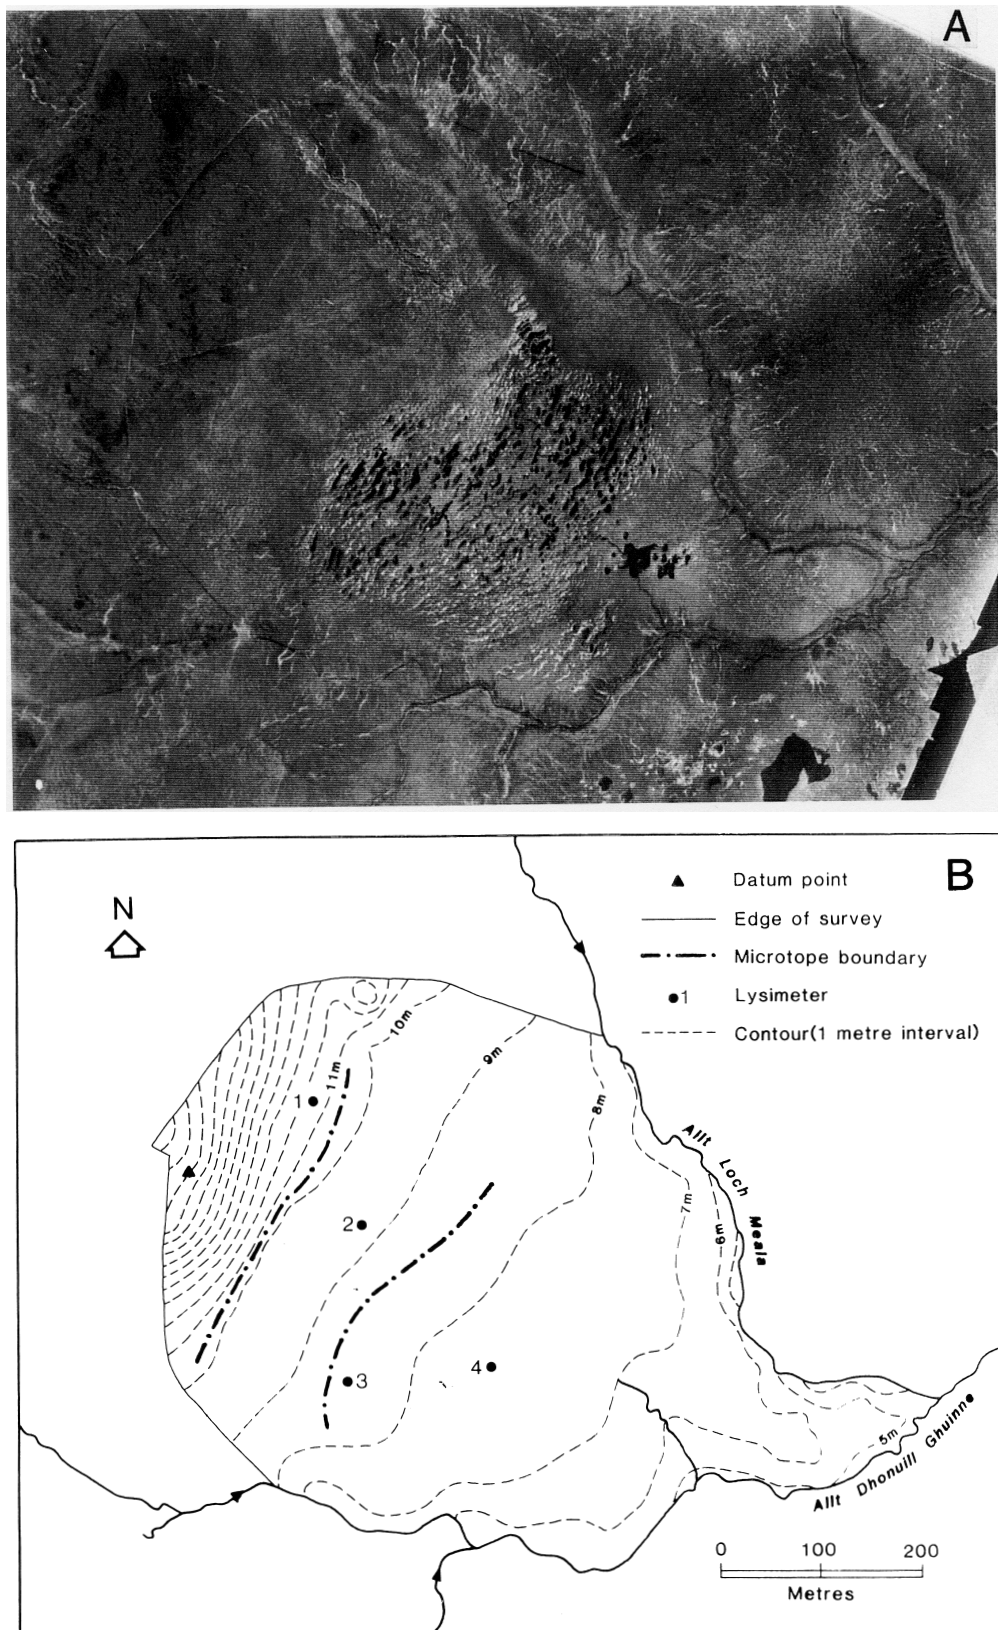 A
B
N
Datum point
Edge of survey
Microtope boundary
1 Lysimeter
Contour(1 metre interval)
10m
9m
11m
8m
1
Allt Loch Meala
7m
6m
2
3
4
5m
Allt Dhonuill Ghuinne
0 100 200
Metres